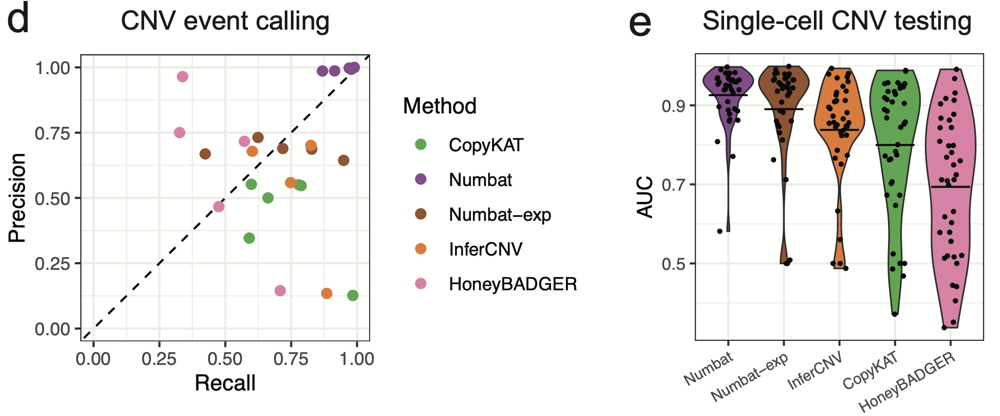 d
CNV event calling
1.00
0.75
0.50
0.25
0.00
Precision
0.00 0.25 0.50 0.75 1.00
Recall
Method
CopyKAT
Numbat
Numbat−exp
InferCNV
HoneyBADGER
e
Single-cell CNV testing
0.9
0.7
0.5
AUC
Numbat
Numbat−exp
InferCNV
CopyKAT
HoneyBADGER